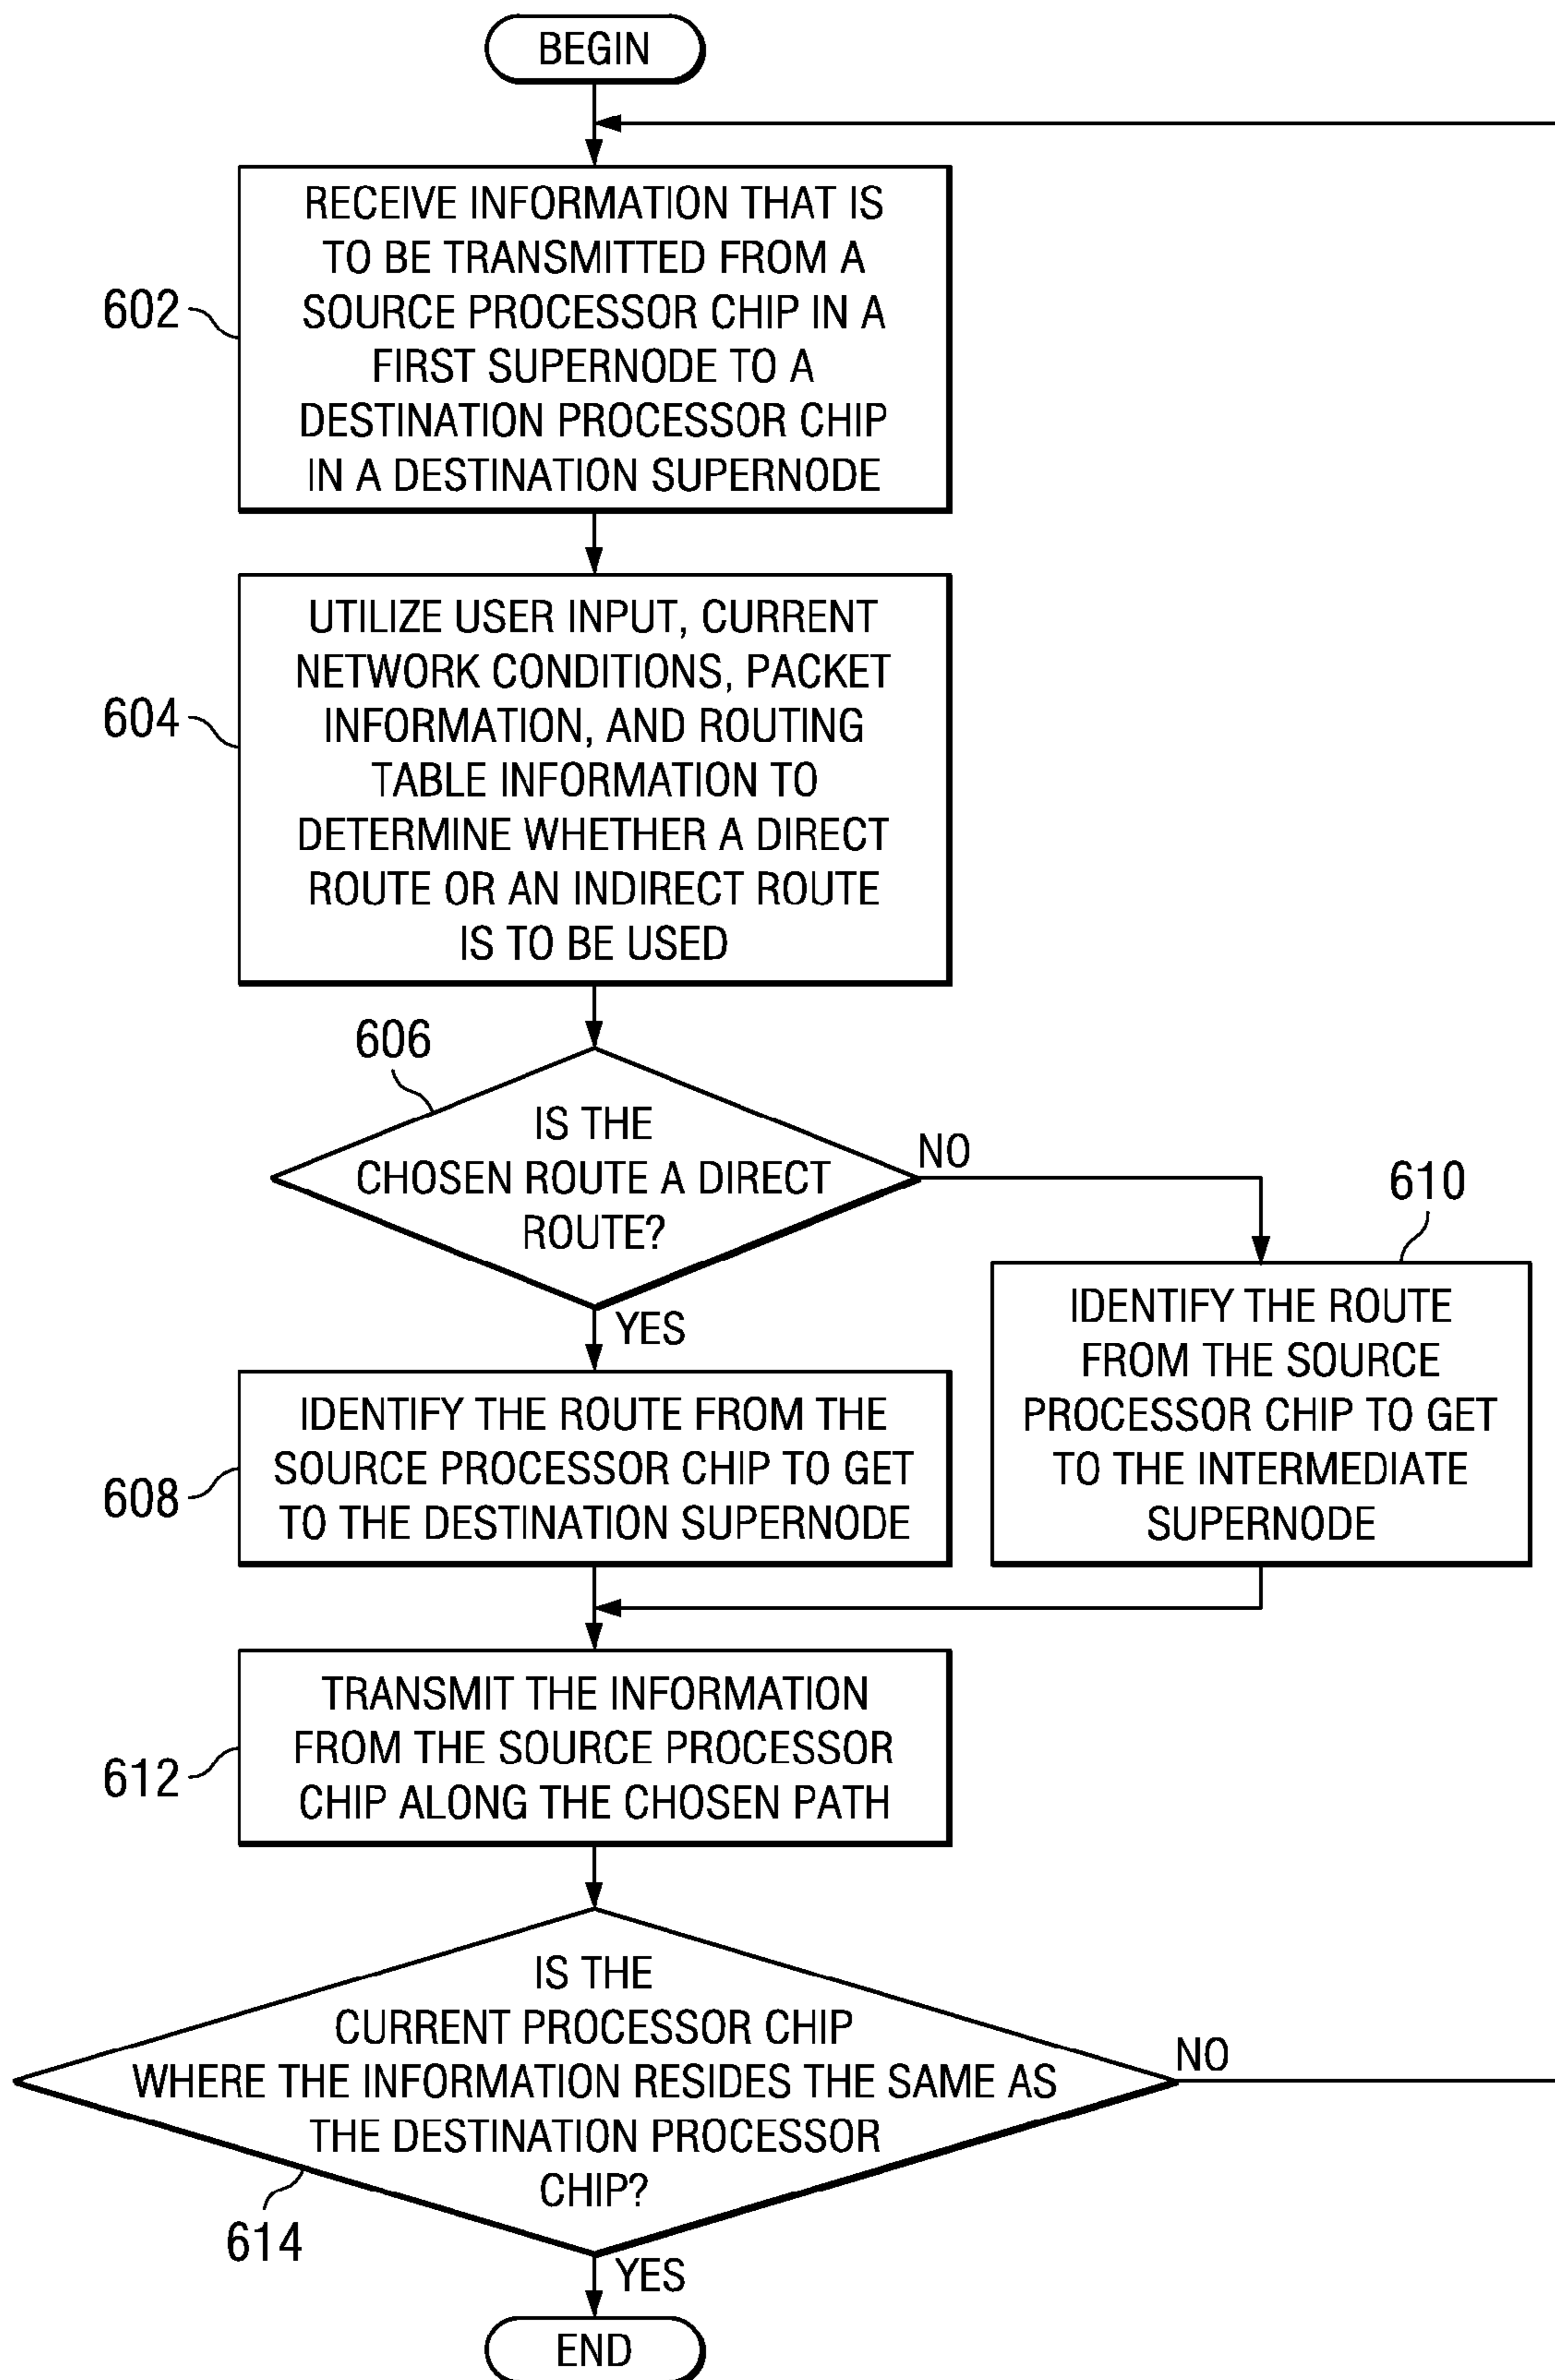 BEGIN
602
RECEIVE INFORMATION THAT IS
TO BE TRANSMITTED FROM A
SOURCE PROCESSOR CHIP IN A
FIRST SUPERNODE TO A
DESTINATION PROCESSOR CHIP
IN A DESTINATION SUPERNODE
604
UTILIZE USER INPUT, CURRENT
NETWORK CONDITIONS, PACKET
INFORMATION, AND ROUTING
TABLE INFORMATION TO
DETERMINE WHETHER A DIRECT
ROUTE OR AN INDIRECT ROUTE
IS TO BE USED
606
IS THE
CHOSEN ROUTE A DIRECT
ROUTE?
NO
YES
610
IDENTIFY THE ROUTE
FROM THE SOURCE
PROCESSOR CHIP TO GET
TO THE INTERMEDIATE
SUPERNODE
608
IDENTIFY THE ROUTE FROM THE
SOURCE PROCESSOR CHIP TO GET
TO THE DESTINATION SUPERNODE
612
TRANSMIT THE INFORMATION
FROM THE SOURCE PROCESSOR
CHIP ALONG THE CHOSEN PATH
IS THE
CURRENT PROCESSOR CHIP
WHERE THE INFORMATION RESIDES THE SAME AS
THE DESTINATION PROCESSOR
CHIP?
NO
614
YES
END